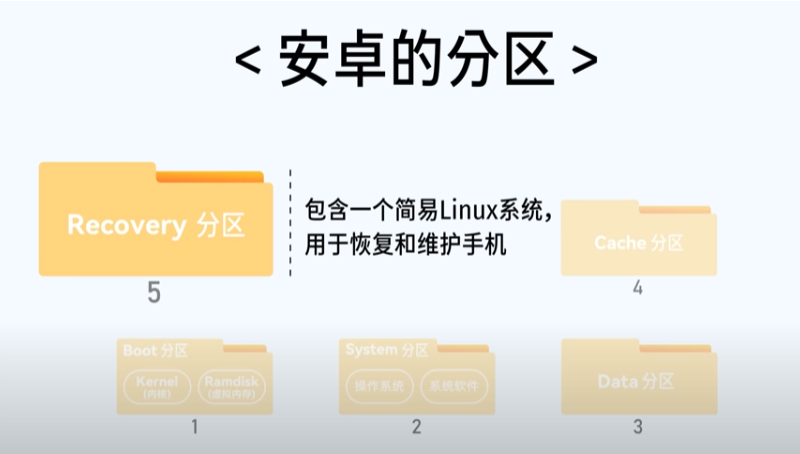 < 安卓的分区 >
Recovery 分区
5
包含一个简易Linux系统，
用于恢复和维护手机
Cache 分区
4
Boot 分区
Kernel
(内核)
Ramdisk
(虚拟内存)
1
System 分区
操作系统
系统软件
2
Data 分区
3